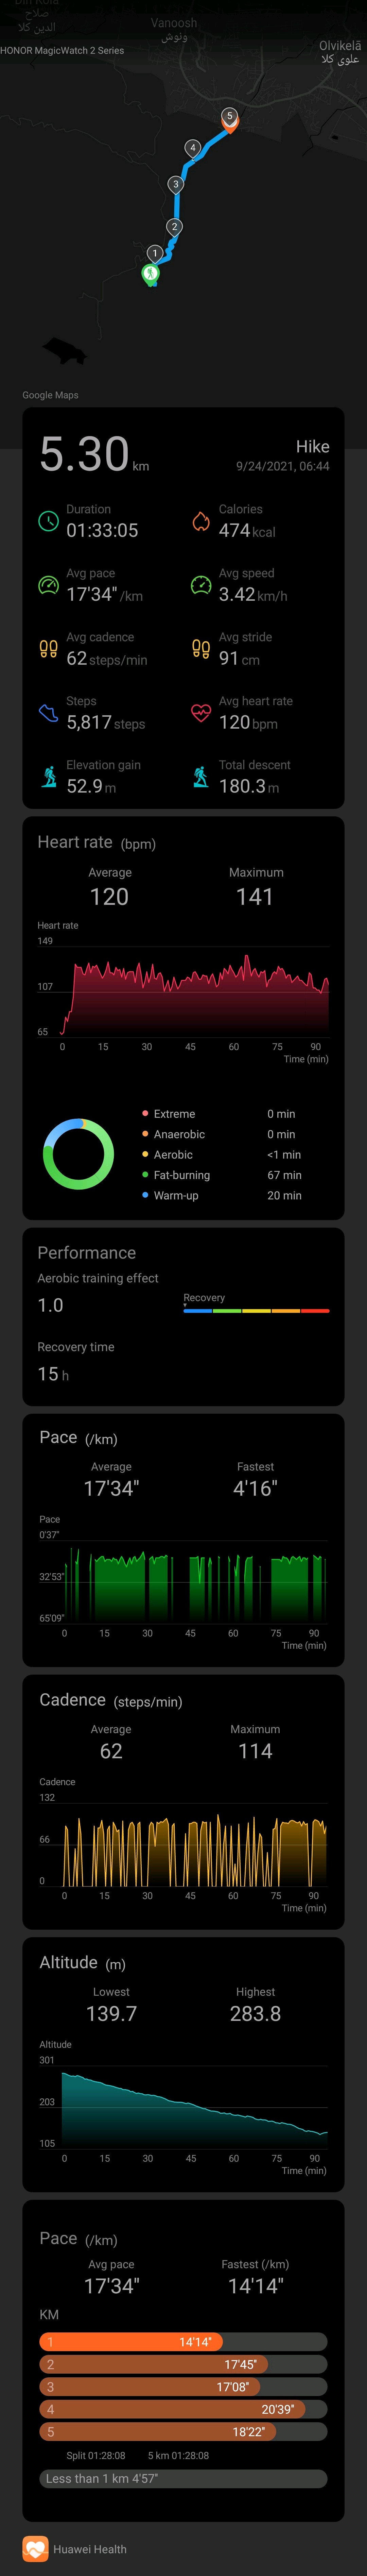 Din Kolā
صلاح
الدین کلا
Vanoosh
ونوش
HONOR MagicWatch 2 Series
Olvikelā
علوی کلا
5
4
3
2
1
Google Maps
5.30 km
Hike
9/24/2021, 06:44
Duration
01:33:05
Calories
474 kcal
Avg pace
17'34" /km
Avg speed
3.42 km/h
Avg cadence
62 steps/min
Avg stride
91 cm
Steps
5,817 steps
Avg heart rate
120 bpm
Elevation gain
52.9 m
Total descent
180.3 m
Heart rate (bpm)
Average
120
Maximum
141
Heart rate
149
107
65
0 15 30 45 60 75 90
Time (min)
Extreme 0 min
Anaerobic 0 min
Aerobic <1 min
Fat-burning 67 min
Warm-up 20 min
Performance
Aerobic training effect
1.0
Recovery
Recovery time
15 h
Pace (/km)
Average
17'34"
Fastest
4'16"
Pace
0'37"
32'53"
65'09"
0 15 30 45 60 75 90
Time (min)
Cadence (steps/min)
Average
62
Maximum
114
Cadence
132
66
0
0 15 30 45 60 75 90
Time (min)
Altitude (m)
Lowest
139.7
Highest
283.8
Altitude
301
203
105
0 15 30 45 60 75 90
Time (min)
Pace (/km)
Avg pace
17'34"
Fastest (/km)
14'14"
KM
1 14'14"
2 17'45"
3 17'08"
4 20'39"
5 18'22"
Split 01:28:08 5 km 01:28:08
Less than 1 km 4'57"
Huawei Health